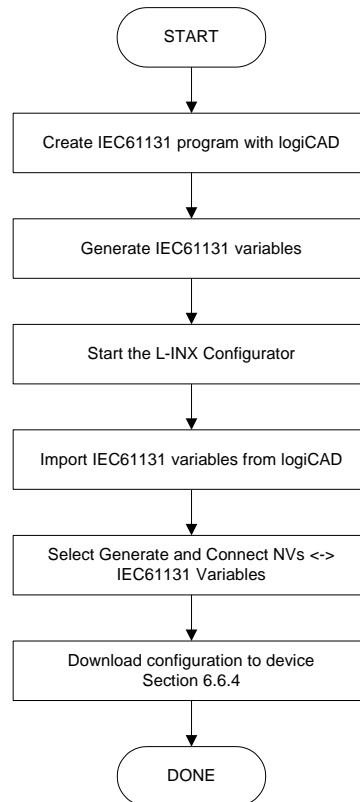 START
Create IEC61131 program with logiCAD
Generate IEC61131 variables
Start the L-INX Configurator
Import IEC61131 variables from logiCAD
Select Generate and Connect NVs <->
IEC61131 Variables
Download configuration to device
Section 6.6.4
DONE